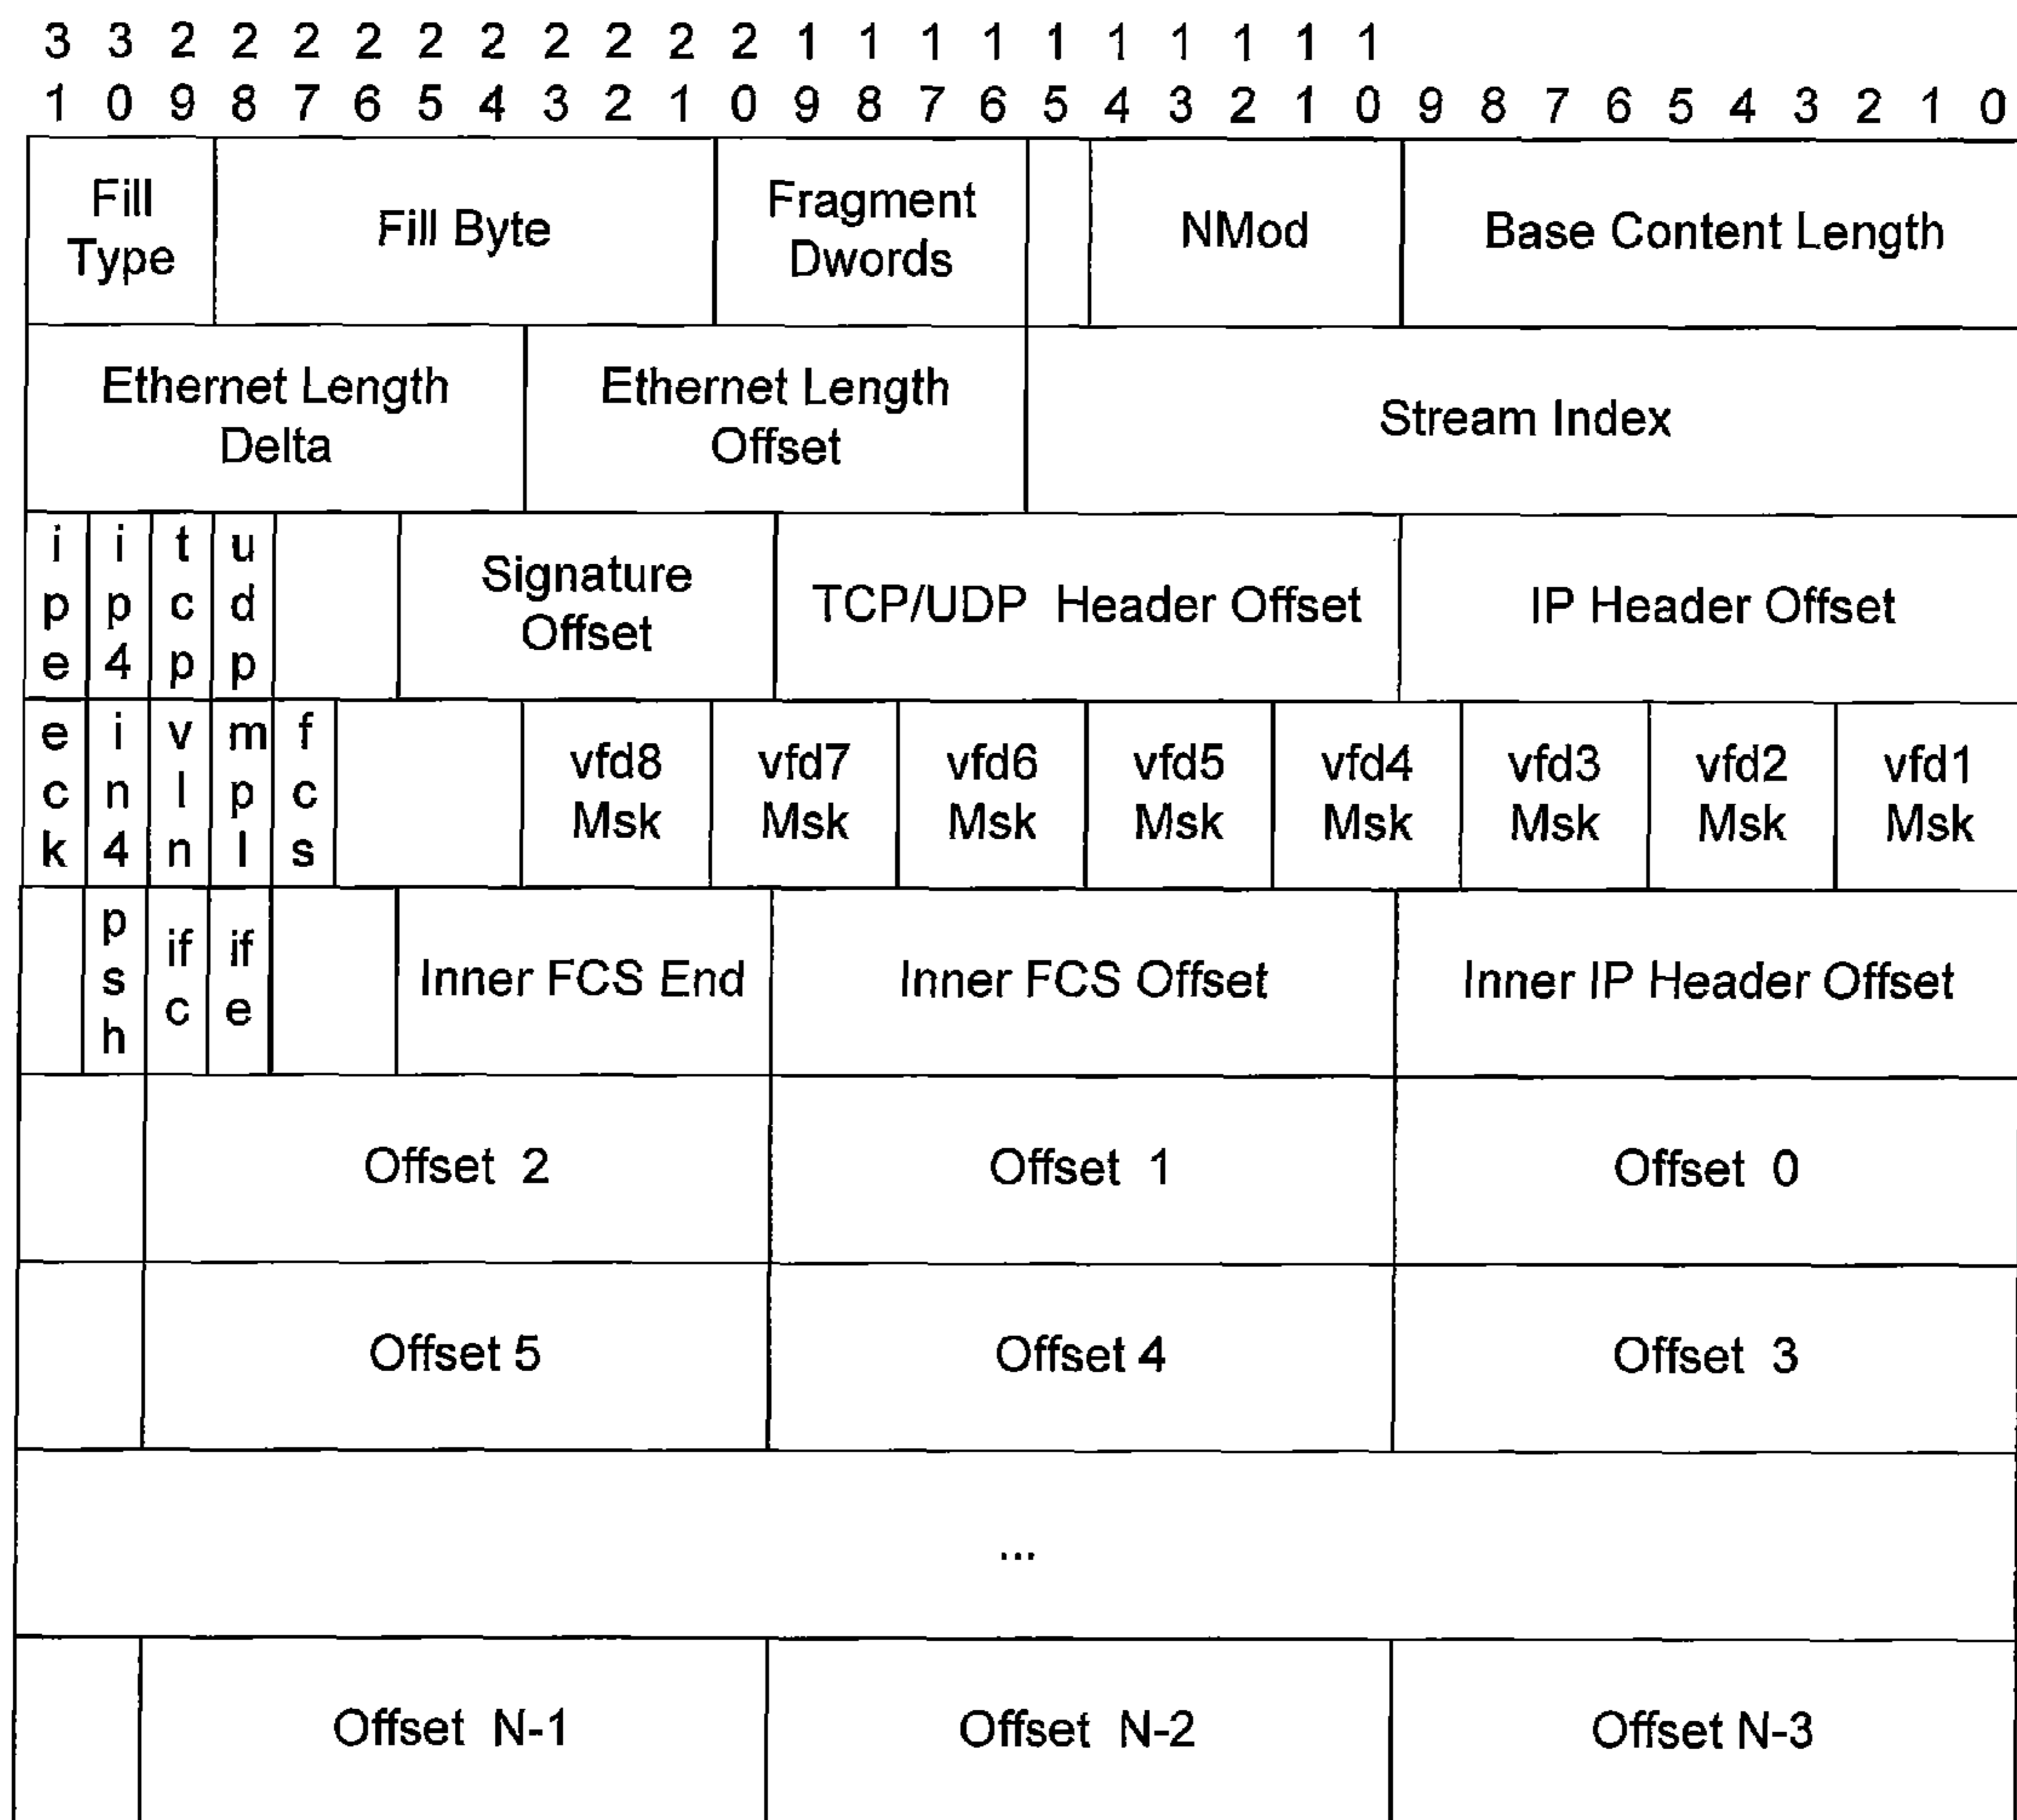 3 3 2 2 2 2 2 2 2 2 2 2 1 1 1 1 1 1 1 1 1 1
1 0 9 8 7 6 5 4 3 2 1 0 9 8 7 6 5 4 3 2 1 0 9 8 7 6 5 4 3 2 1 0
Fill
Type
Fill Byte
Fragment
Dwords
NMod
Base Content Length
Ethernet Length
Delta
Ethernet Length
Offset
Stream Index
ipe
ip4
tcp
udp
Signature
Offset
TCP/UDP Header Offset
IP Header Offset
eck
in4
vln
mpl
fcs
vfd8
Msk
vfd7
Msk
vfd6
Msk
vfd5
Msk
vfd4
Msk
vfd3
Msk
vfd2
Msk
vfd1
Msk
psh
if
c
if
e
Inner FCS End
Inner FCS Offset
Inner IP Header Offset
Offset 2
Offset 1
Offset 0
Offset 5
Offset 4
Offset 3
...
Offset N-1
Offset N-2
Offset N-3